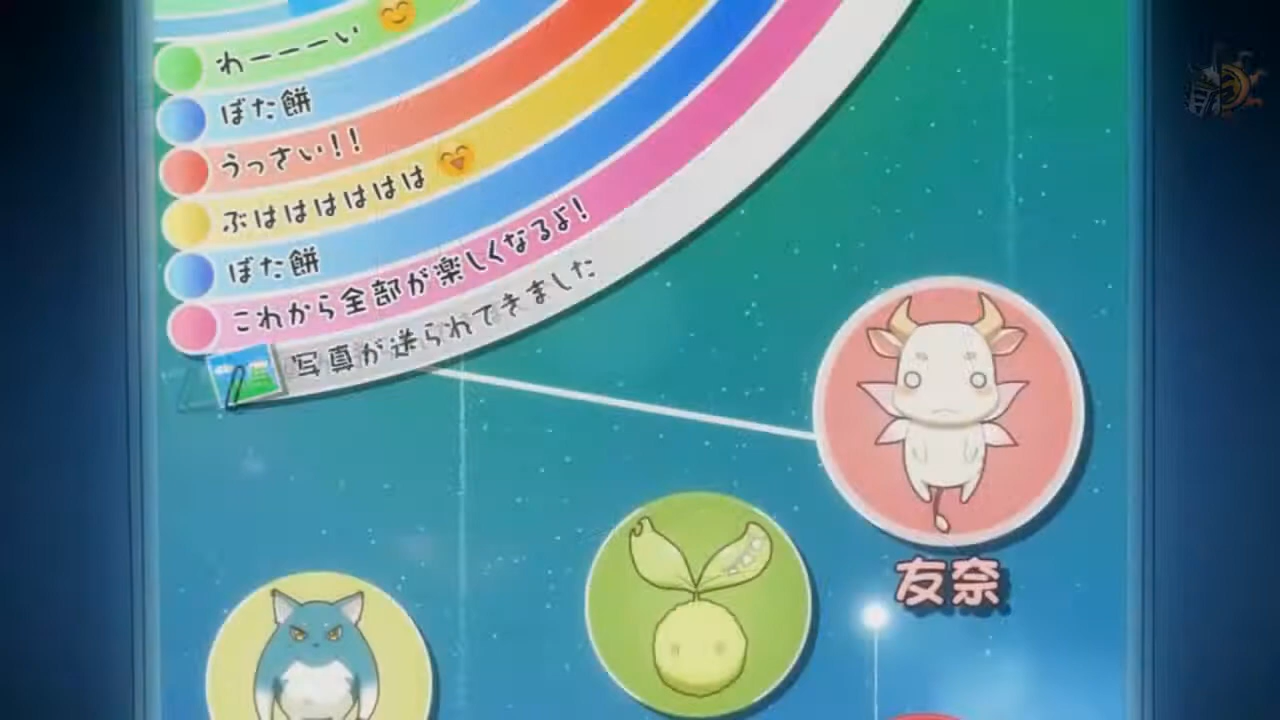 わーーーい
ぼた餅
うっさい!!
ぶはははははは
ぼた餅
これから全部が楽しくなるよ!
写真が送られてきました
友奈